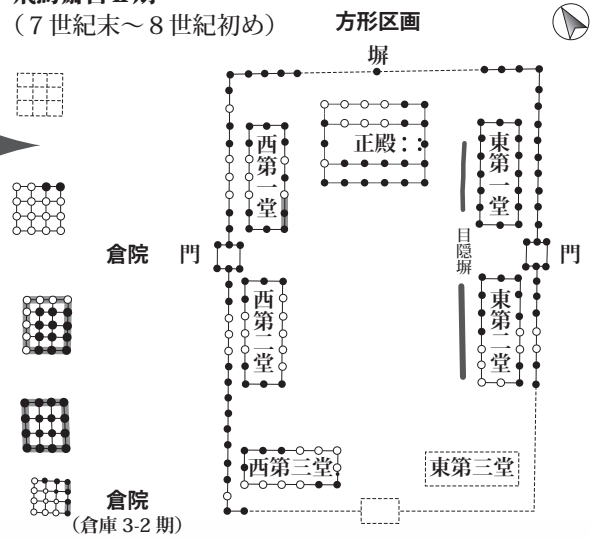 （7世紀末～8世紀初め）
方形区画
塀
正殿
西第一堂
東第一堂
目隠塀
倉院
門
門
西第二堂
東第二堂
西第三堂
東第三堂
倉院
（倉庫 3-2 期）